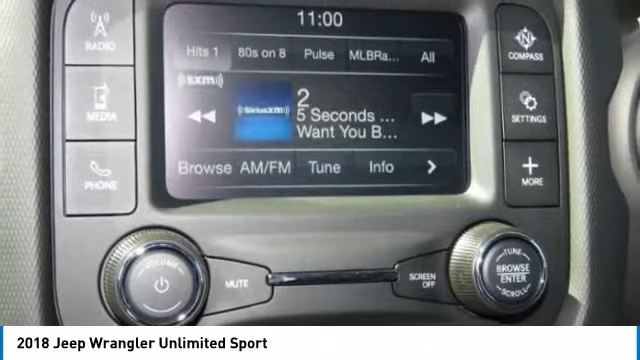 11:00
Hits 1 80s on 8 Pulse MLBRa... All
((sxm))
((SiriusXM))
2
5 Seconds ...
Want You B...
Browse AM/FM Tune Info
RADIO
MEDIA
PHONE
COMPASS
SETTINGS
MORE
VOLUME
MUTE
SCREEN
OFF
TUNE
BROWSE
ENTER
SCROLL
2018 Jeep Wrangler Unlimited Sport